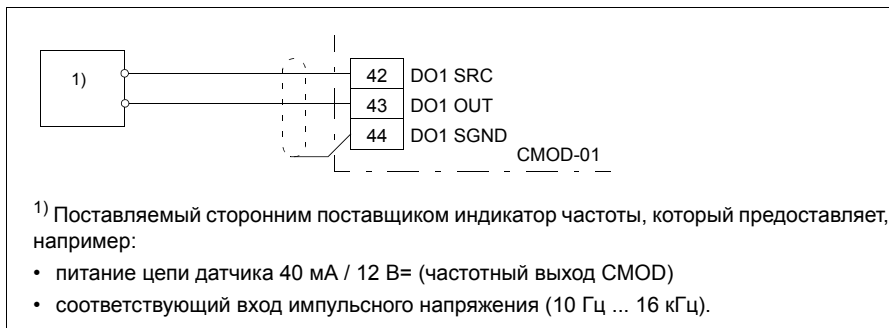 1)
42 DO1 SRC
43 DO1 OUT
44 DO1 SGND
CMOD-01
1) Поставляемый сторонним поставщиком индикатор частоты, который предоставляет,
например:
• питание цепи датчика 40 мА / 12 В= (частотный выход CMOD)
• соответствующий вход импульсного напряжения (10 Гц ... 16 кГц).